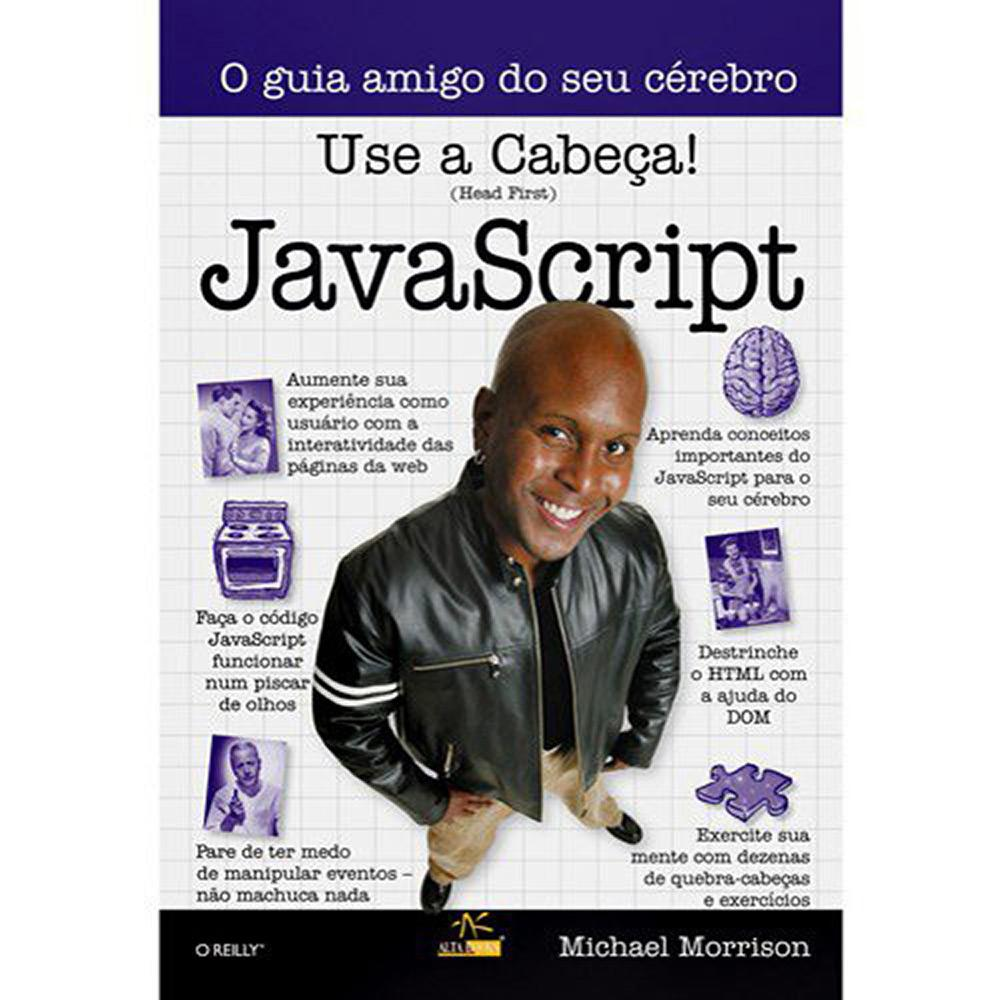 O guia amigo do seu cérebro
Use a Cabeça!
(Head First)
JavaScript
Aumente sua
experiência como
usuário com a
interatividade das
páginas da web
Aprenda conceitos
importantes do
JavaScript para o
seu cérebro
Faça o código
JavaScript
funcionar
num piscar
de olhos
Destrinche
o HTML com
a ajuda do
DOM
Pare de ter medo
de manipular eventos –
não machuca nada
Exercite sua
mente com dezenas
de quebra-cabeças
e exercícios
O REILLY™
ALTA BOOKS
Michael Morrison